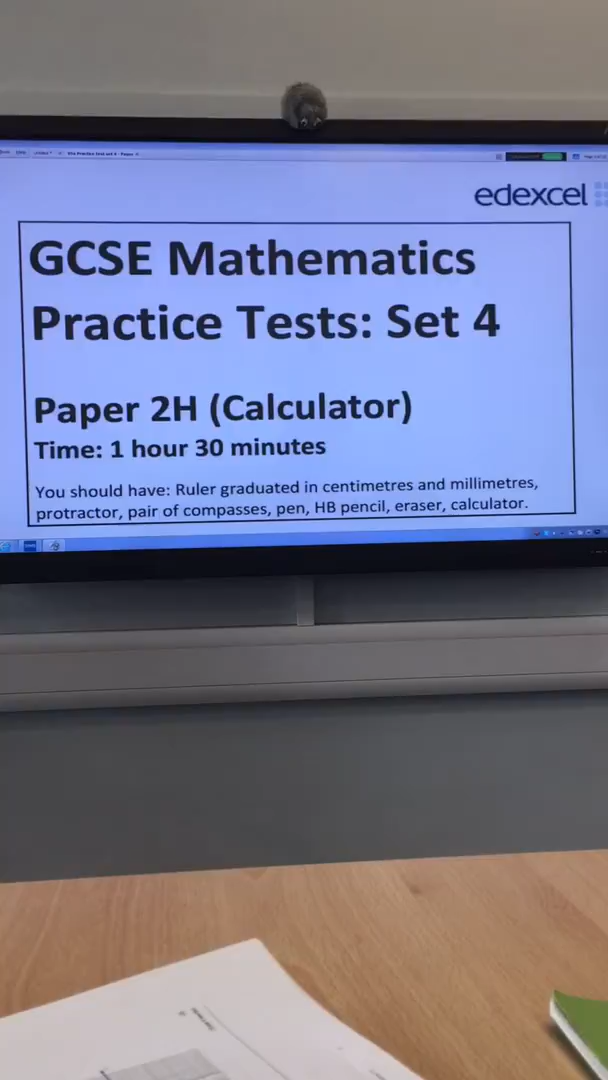 edexcel
GCSE Mathematics
Practice Tests: Set 4
Paper 2H (Calculator)
Time: 1 hour 30 minutes
You should have: Ruler graduated in centimetres and millimetres,
protractor, pair of compasses, pen, HB pencil, eraser, calculator.